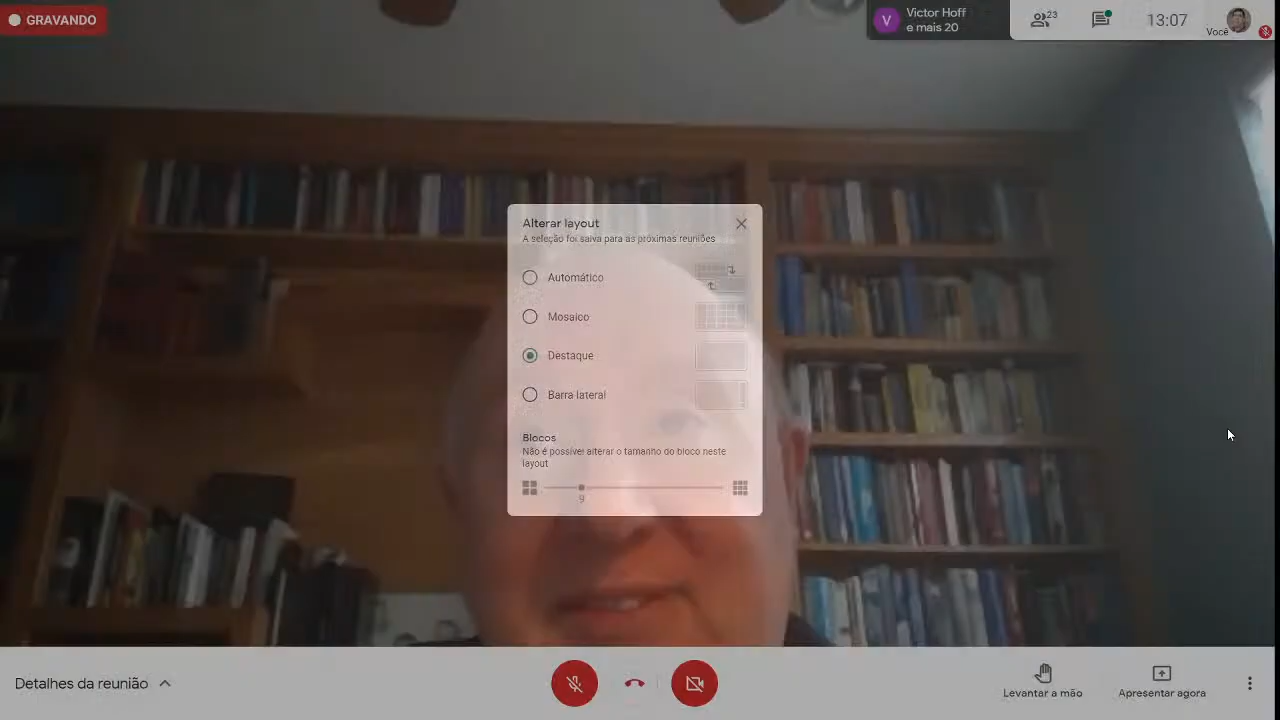 GRAVANDO
Victor Hoff
e mais 20
V
23
13:07
Você
Alterar layout
A seleção foi salva para as próximas reuniões
Automático
Mosaico
Destaque
Barra lateral
Blocos
Não é possível alterar o tamanho do bloco neste
layout
9
Detalhes da reunião
Levantar a mão
Apresentar agora